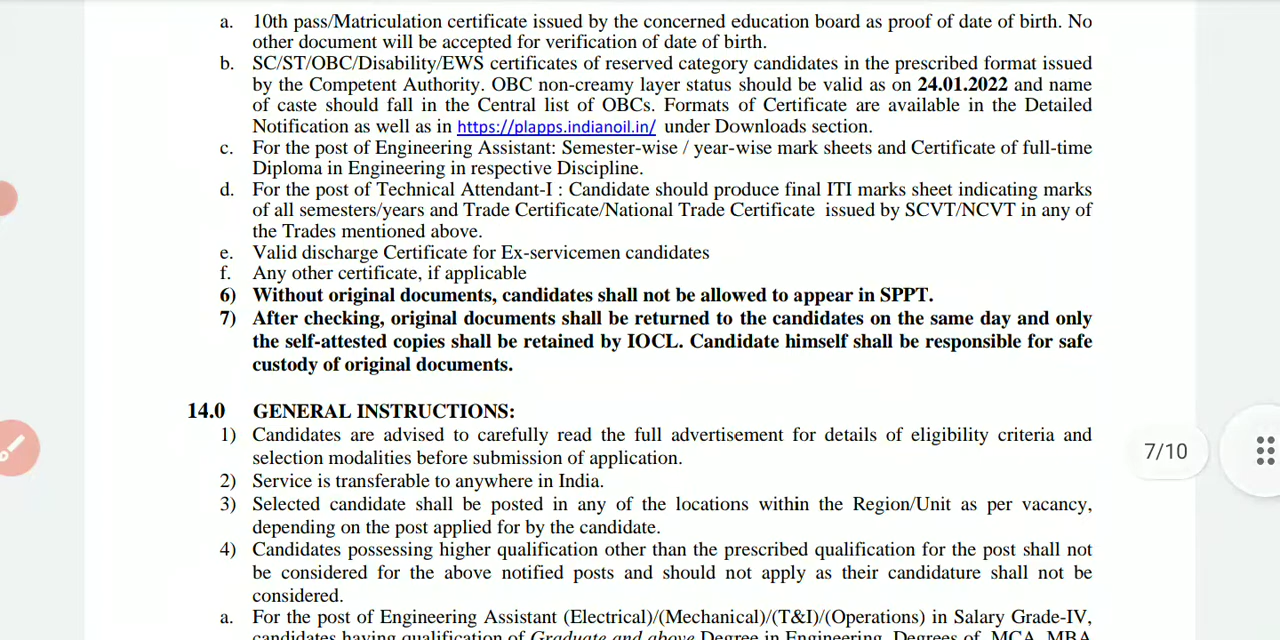 a. 10th pass/Matriculation certificate issued by the concerned education board as proof of date of birth. No
other document will be accepted for verification of date of birth.
b. SC/ST/OBC/Disability/EWS certificates of reserved category candidates in the prescribed format issued
by the Competent Authority. OBC non-creamy layer status should be valid as on 24.01.2022 and name
of caste should fall in the Central list of OBCs. Formats of Certificate are available in the Detailed
Notification as well as in https://plapps.indianoil.in/ under Downloads section.
c. For the post of Engineering Assistant: Semester-wise / year-wise mark sheets and Certificate of full-time
Diploma in Engineering in respective Discipline.
d. For the post of Technical Attendant-I : Candidate should produce final ITI marks sheet indicating marks
of all semesters/years and Trade Certificate/National Trade Certificate issued by SCVT/NCVT in any of
the Trades mentioned above.
e. Valid discharge Certificate for Ex-servicemen candidates
f. Any other certificate, if applicable
6) Without original documents, candidates shall not be allowed to appear in SPPT.
7) After checking, original documents shall be returned to the candidates on the same day and only
the self-attested copies shall be retained by IOCL. Candidate himself shall be responsible for safe
custody of original documents.
14.0 GENERAL INSTRUCTIONS:
1) Candidates are advised to carefully read the full advertisement for details of eligibility criteria and
selection modalities before submission of application.
2) Service is transferable to anywhere in India.
3) Selected candidate shall be posted in any of the locations within the Region/Unit as per vacancy,
depending on the post applied for by the candidate.
4) Candidates possessing higher qualification other than the prescribed qualification for the post shall not
be considered for the above notified posts and should not apply as their candidature shall not be
considered.
a. For the post of Engineering Assistant (Electrical)/(Mechanical)/(T&I)/(Operations) in Salary Grade-IV,
candidates having qualification of Graduate and above Degree in Engineering, Degrees of MCA, MBA
7/10